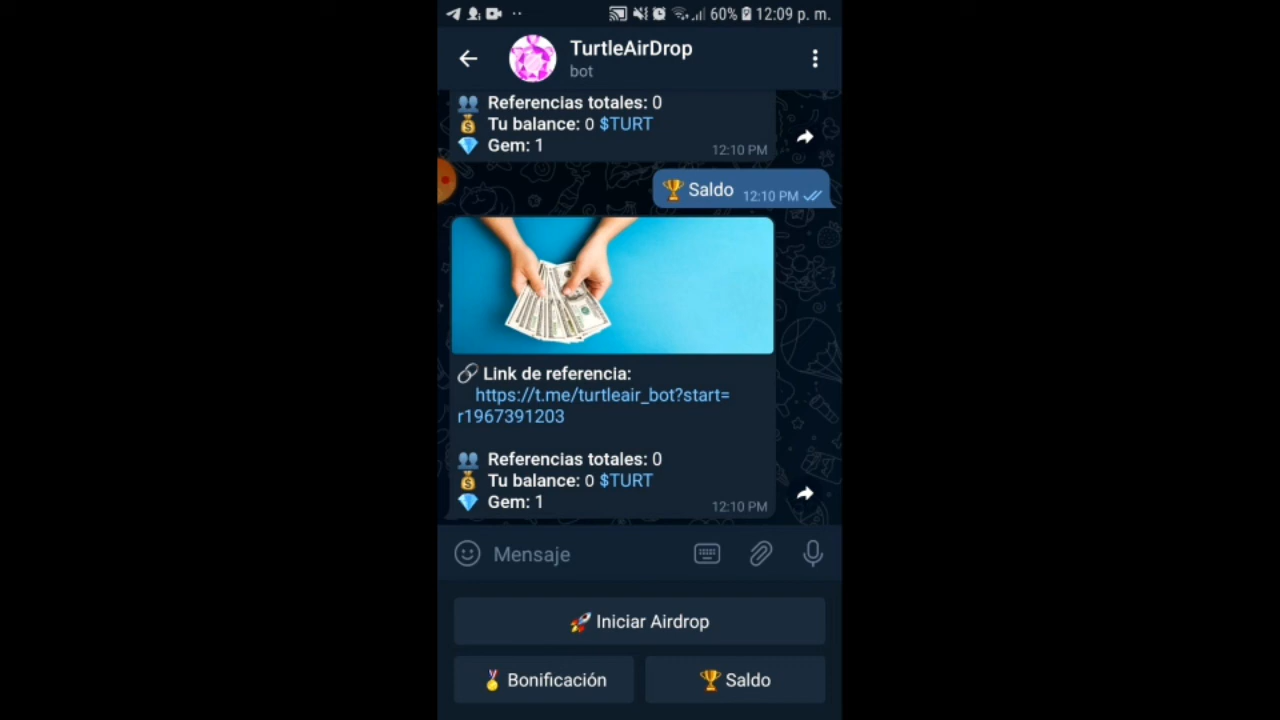 60% 12:09 p. m.
TurtleAirDrop
bot
Referencias totales: 0
Tu balance: 0 $TURT
Gem: 1
12:10 PM
Saldo 12:10 PM
Link de referencia:
https://t.me/turtleair_bot?start=
r1967391203
Referencias totales: 0
Tu balance: 0 $TURT
Gem: 1
12:10 PM
Mensaje
Iniciar Airdrop
Bonificación
Saldo